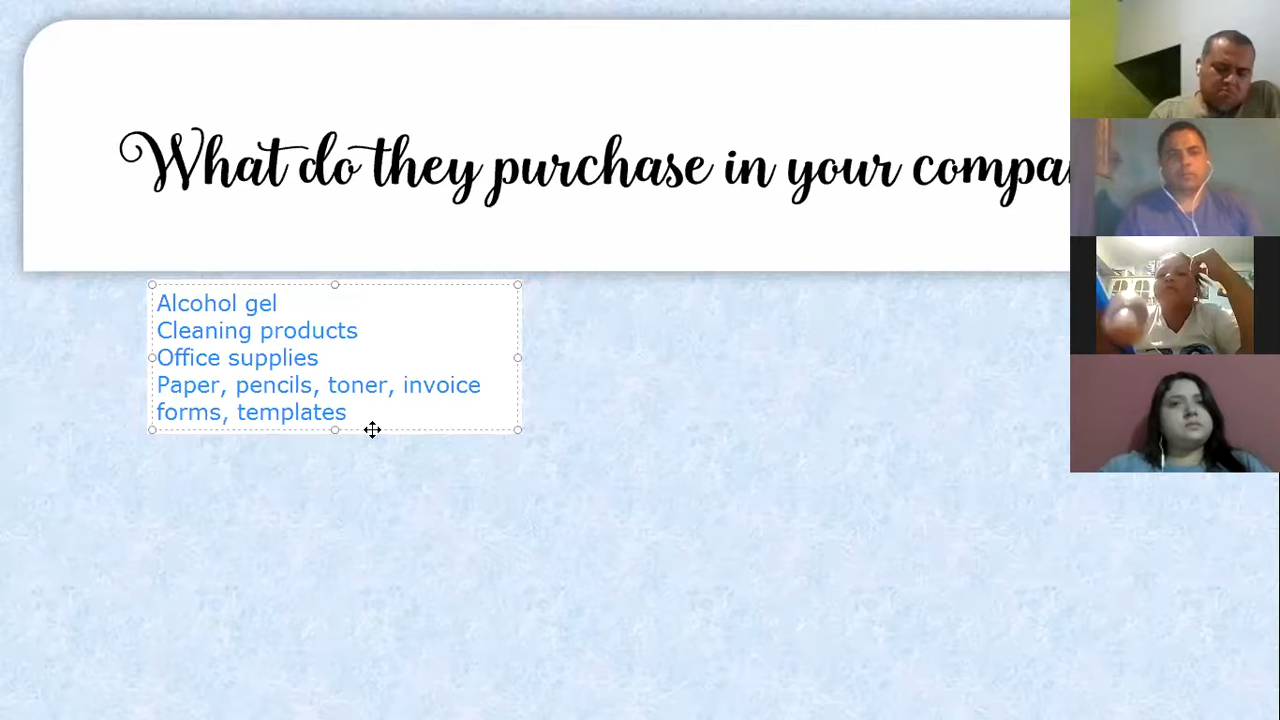 What do they purchase in your compa
Alcohol gel
Cleaning products
Office supplies
Paper, pencils, toner, invoice
forms, templates